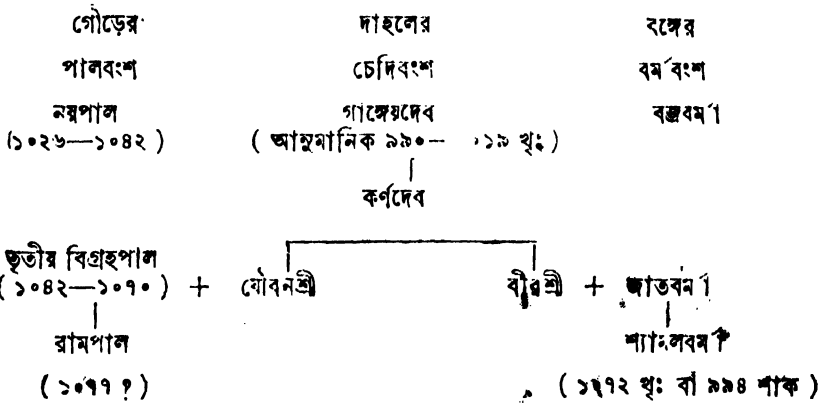 গৌড়ের দাহলের বঙ্গের
পালবংশ চেদিবংশ বর্মবংশ
নয়পাল গাঙ্গেয়দেব বজ্রবর্মা
(১০২৬—১০৪২) (আনুমানিক ৯৯০— খৃঃ)
কর্ণদেব
তৃতীয় বিগ্রহপাল
(১০৪২—১০৭০) + যৌবনশ্রী বীরশ্রী + জাতবর্মা
রামপাল শ্যামলবর্মা
(১০৭৭ ?) (১০৭২ খৃঃ বা ৯৯৪ শাক)